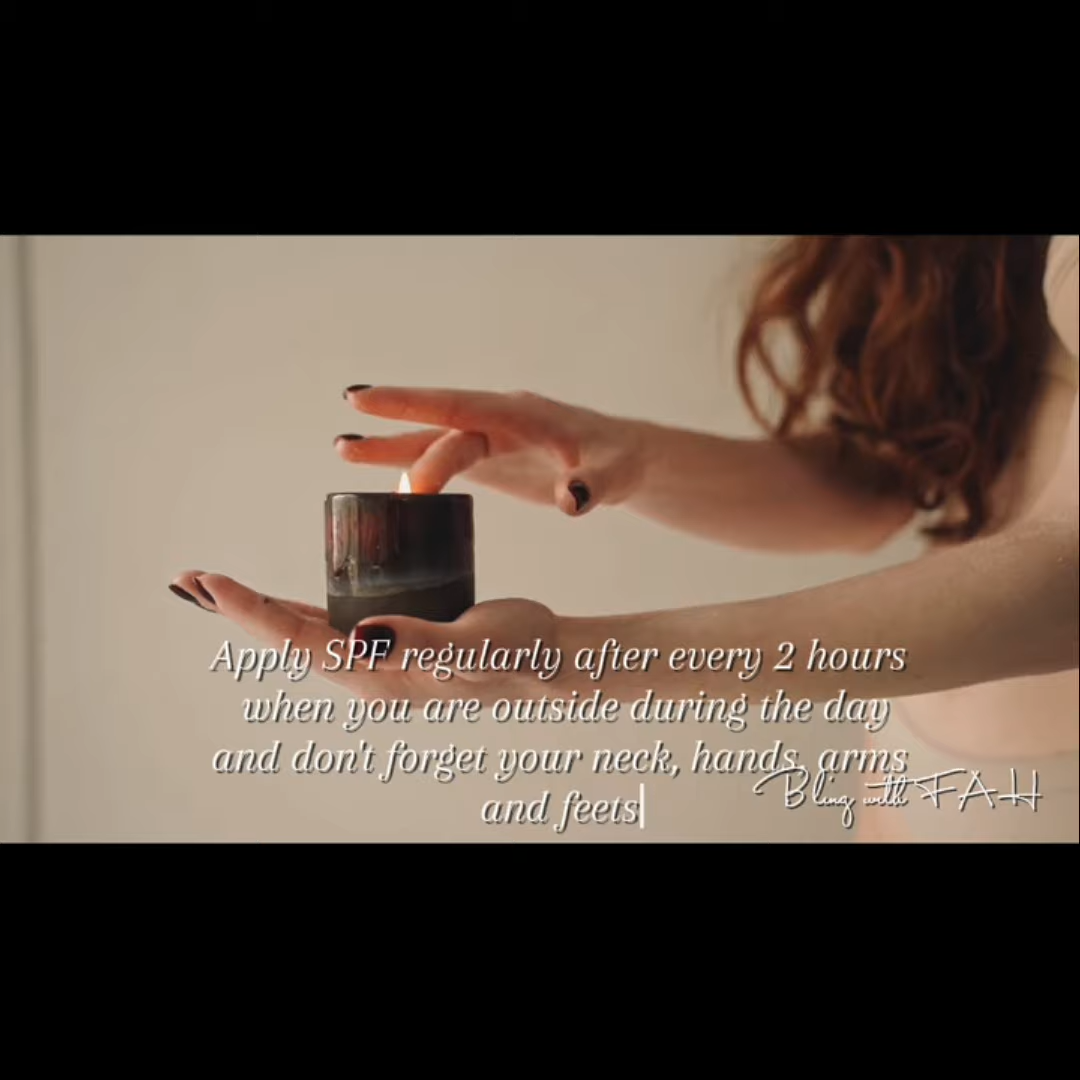 Apply SPF regularly after every 2 hours
when you are outside during the day
and don't forget your neck, hands, arms
and feets
Bling with FAH